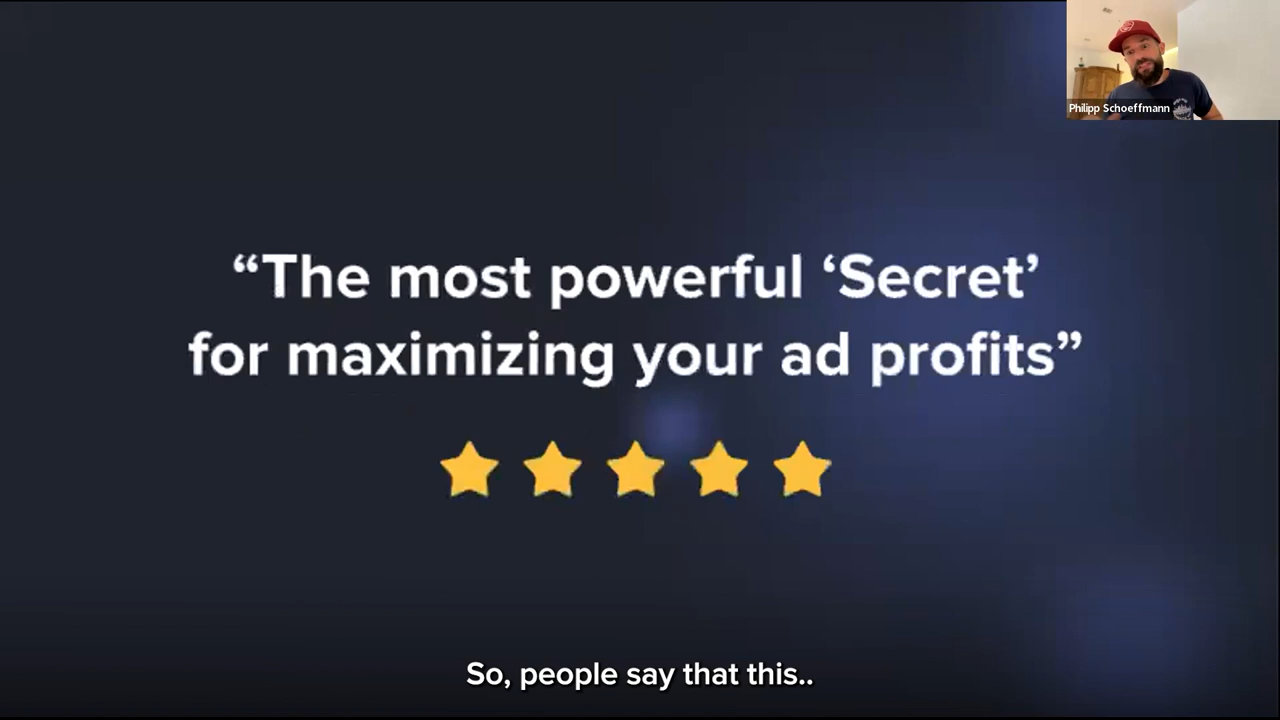 Philipp Schoeffmann
“The most powerful ‘Secret’
for maximizing your ad profits”
So, people say that this..